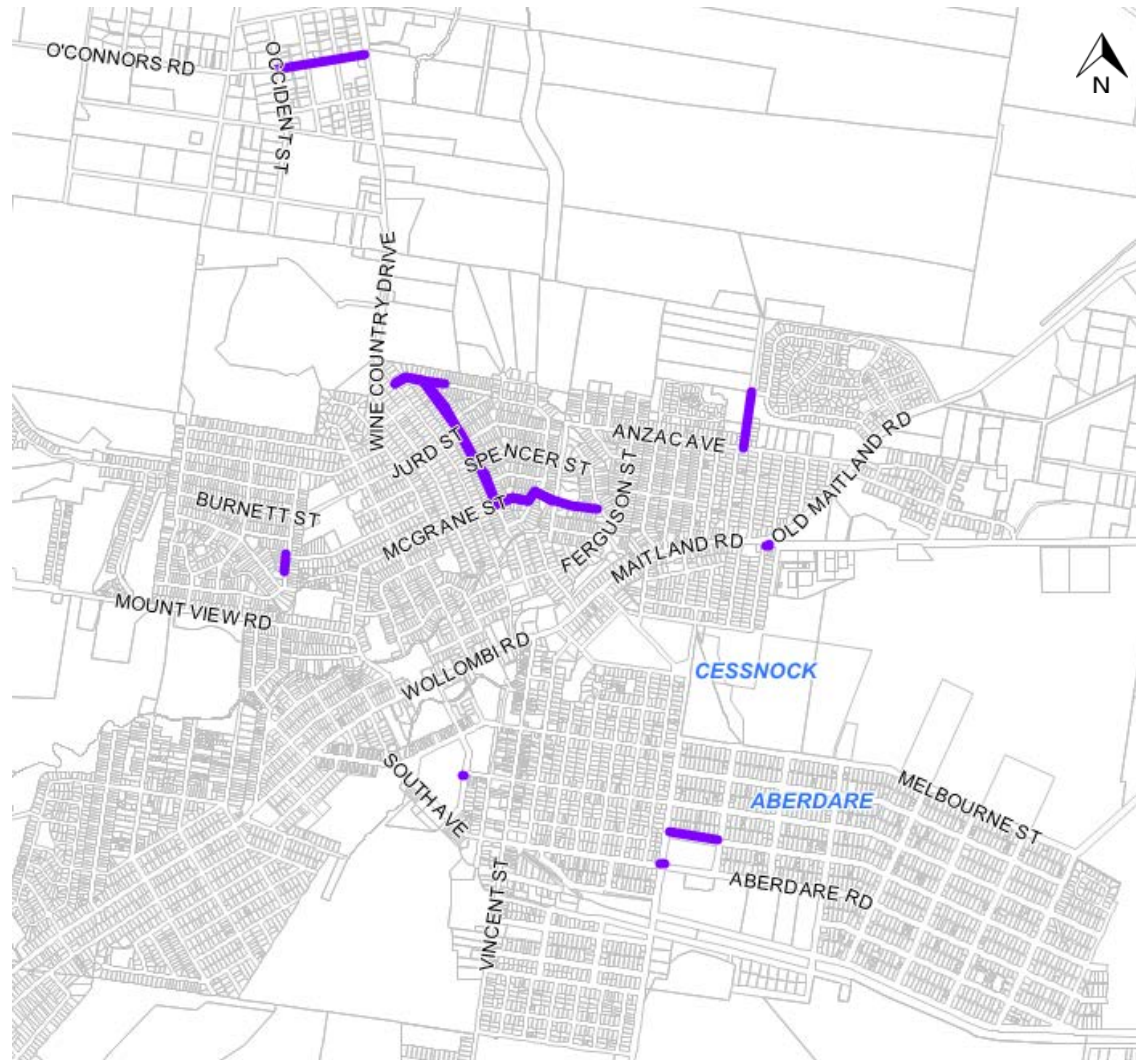 O'CONNORS RD
OCCIDENT ST
N
WINE COUNTRY DRIVE
JURD ST
SPENCER ST
ANZAC AVE
FERGUSON ST
OLD MAITLAND RD
BURNETT ST
MCGRANE ST
MAITLAND RD
MOUNT VIEW RD
WOLLOMBI RD
CESSNOCK
SOUTH AVE
ABERDARE
MELBOURNE ST
VINCENT ST
ABERDARE RD